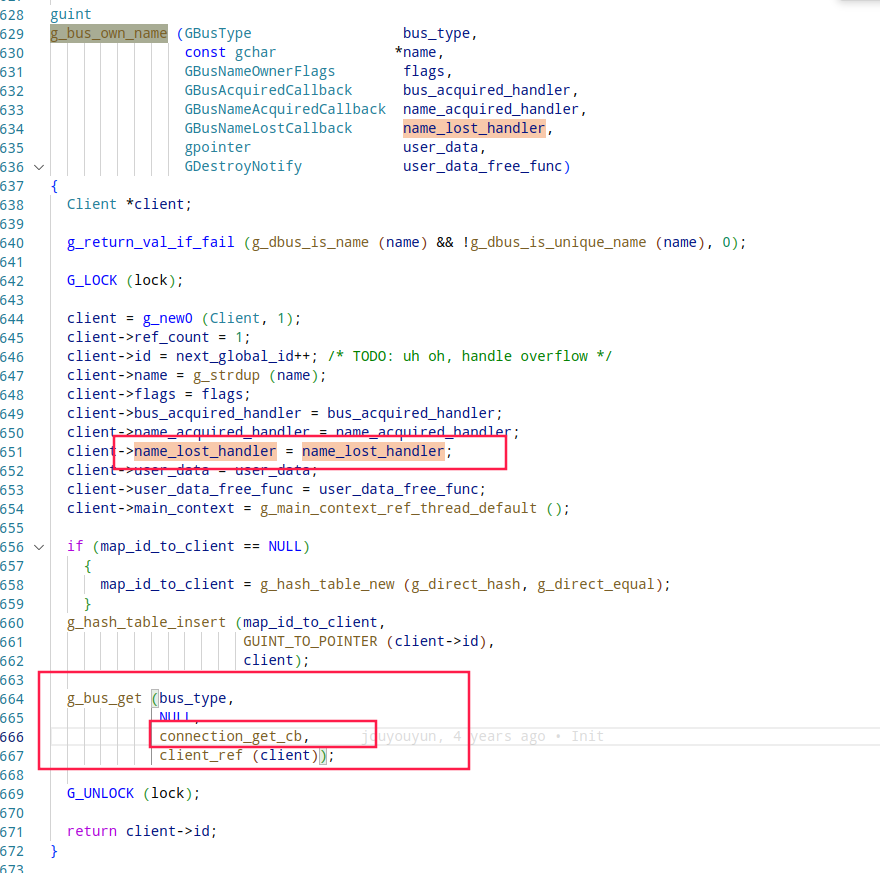 628 guint
629 g_bus_own_name (GBusType bus_type,
630 const gchar *name,
631 GBusNameOwnerFlags flags,
632 GBusAcquiredCallback bus_acquired_handler,
633 GBusNameAcquiredCallback name_acquired_handler,
634 GBusNameLostCallback name_lost_handler,
635 gpointer user_data,
636 GDestroyNotify user_data_free_func)
637 {
638 Client *client;
639
640 g_return_val_if_fail (g_dbus_is_name (name) && !g_dbus_is_unique_name (name), 0);
641
642 G_LOCK (lock);
643
644 client = g_new0 (Client, 1);
645 client->ref_count = 1;
646 client->id = next_global_id++; /* TODO: uh oh, handle overflow */
647 client->name = g_strdup (name);
648 client->flags = flags;
649 client->bus_acquired_handler = bus_acquired_handler;
650 client->name_acquired_handler = name_acquired_handler;
651 client->name_lost_handler = name_lost_handler;
652 client->user_data = user_data;
653 client->user_data_free_func = user_data_free_func;
654 client->main_context = g_main_context_ref_thread_default ();
655
656 if (map_id_to_client == NULL)
657 {
658 map_id_to_client = g_hash_table_new (g_direct_hash, g_direct_equal);
659 }
660 g_hash_table_insert (map_id_to_client,
661 GUINT_TO_POINTER (client->id),
662 client);
663
664 g_bus_get (bus_type,
665 NULL,
666 connection_get_cb, jouyouyun, 4 years ago • Init
667 client_ref (client));
668
669 G_UNLOCK (lock);
670
671 return client->id;
672 }
673